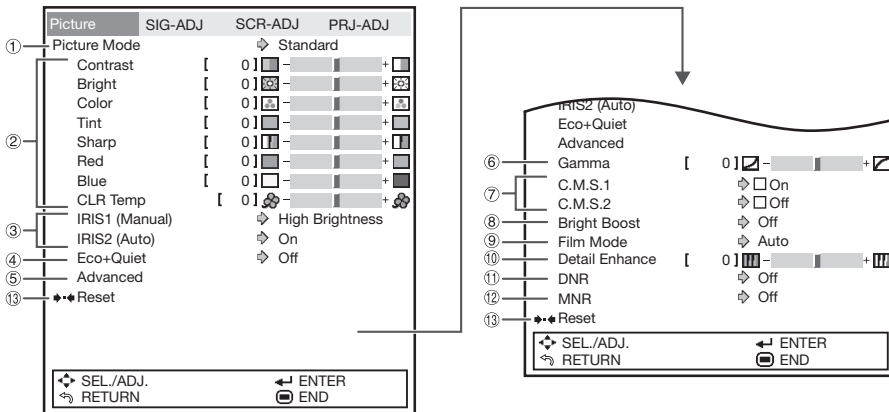 Picture SIG-ADJ SCR-ADJ PRJ-ADJ
① Picture Mode Standard
② Contrast [ 0 ] - +
Bright [ 0 ] - +
Color [ 0 ] - +
Tint [ 0 ] - +
Sharp [ 0 ] - +
Red [ 0 ] - +
Blue [ 0 ] - +
CLR Temp [ 0 ] - +
③ IRIS1 (Manual) High Brightness
IRIS2 (Auto) On
④ Eco+Quiet Off
⑤ Advanced
⑬ Reset
SEL./ADJ. ENTER
RETURN END
IRIS2 (Auto)
Eco+Quiet
Advanced
⑥ Gamma [ 0 ] - +
⑦ C.M.S.1 On
C.M.S.2 Off
⑧ Bright Boost Off
⑨ Film Mode Auto
⑩ Detail Enhance [ 0 ] - +
⑪ DNR Off
⑫ MNR Off
⑬ Reset
SEL./ADJ. ENTER
RETURN END